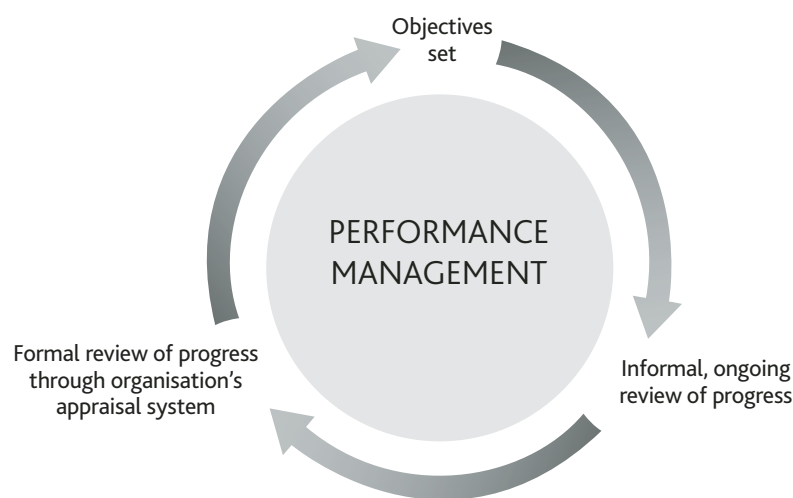 Objectives
set
PERFORMANCE
MANAGEMENT
Informal, ongoing
review of progress
Formal review of progress
through organisation’s
appraisal system